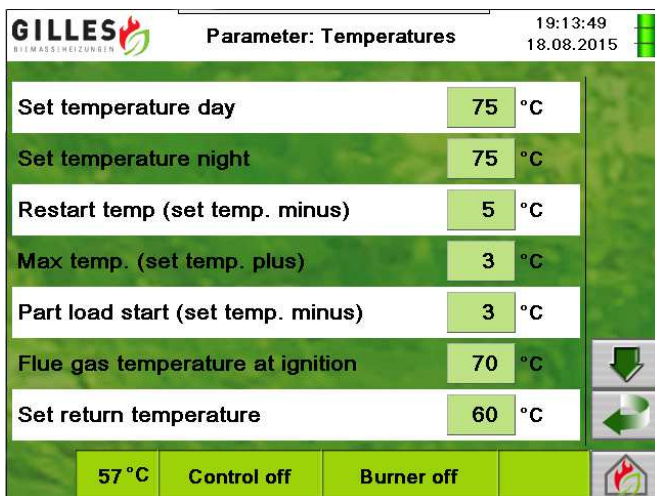 GILLES
BIEMASSEHEIZUNGEN
Parameter: Temperatures
19:13:49
18.08.2015
Set temperature day 75 °C
Set temperature night 75 °C
Restart temp (set temp. minus) 5 °C
Max temp. (set temp. plus) 3 °C
Part load start (set temp. minus) 3 °C
Flue gas temperature at ignition 70 °C
Set return temperature 60 °C
57 °C Control off Burner off